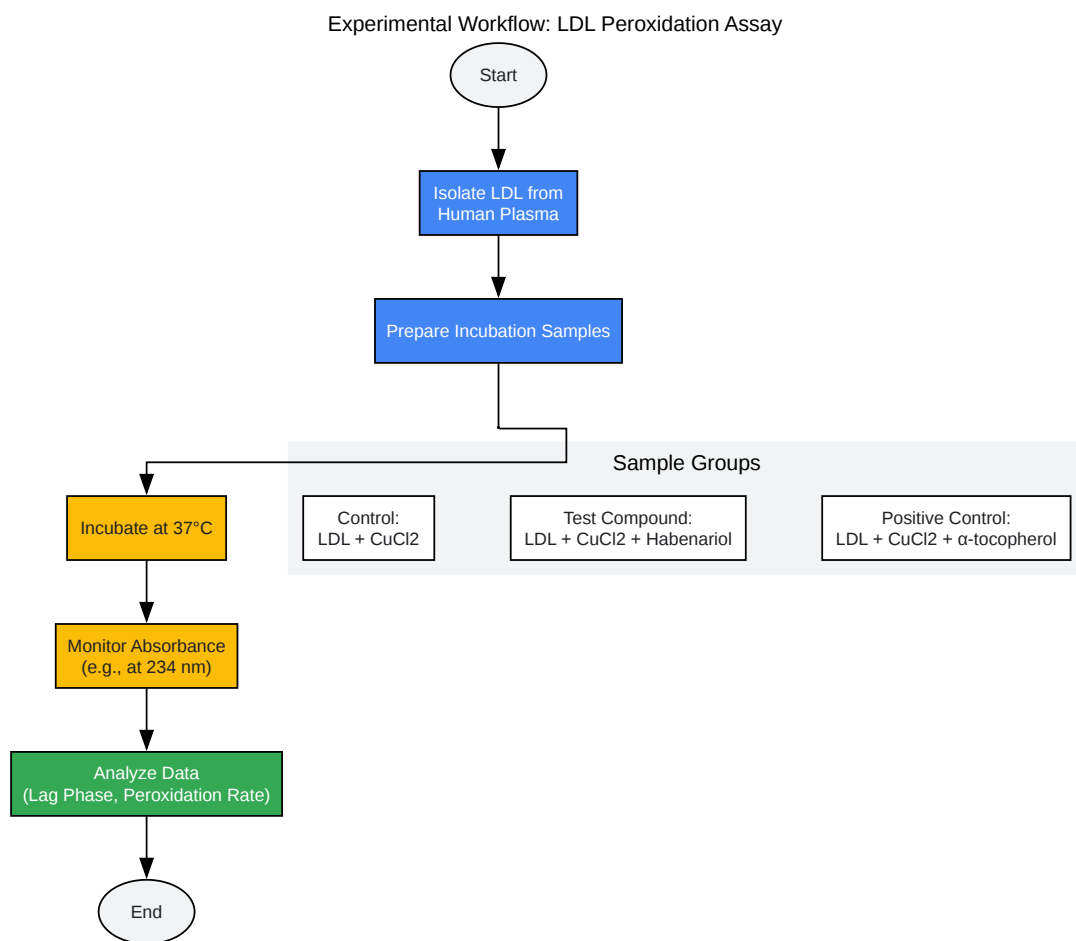 Experimental Workflow: LDL Peroxidation Assay
Start
Isolate LDL from
Human Plasma
Prepare Incubation Samples
Sample Groups
Incubate at 37°C
Control:
LDL + CuCl2
Test Compound:
LDL + CuCl2 + Habenariol
Positive Control:
LDL + CuCl2 + α-tocopherol
Monitor Absorbance
(e.g., at 234 nm)
Analyze Data
(Lag Phase, Peroxidation Rate)
End